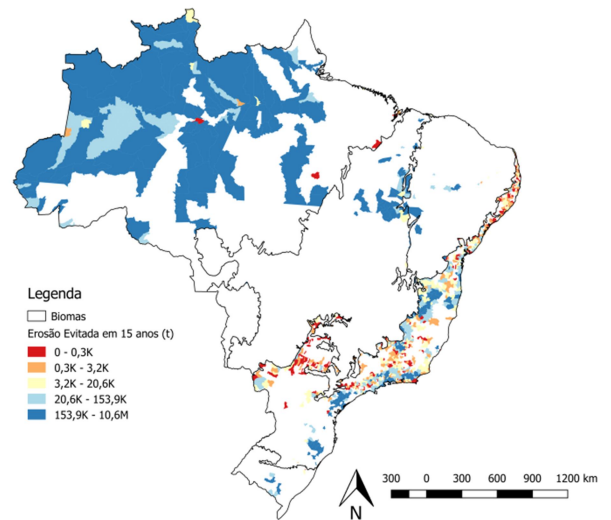 Legenda
Biomas
Erosão Evitada em 15 anos (t)
0 - 0,3K
0,3K - 3,2K
3,2K - 20,6K
20,6K - 153,9K
153,9K - 10,6M
300 0 300 600 900 1200 km
N